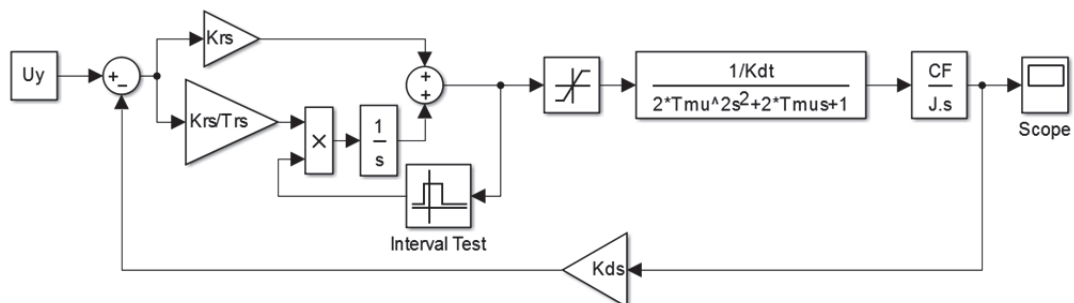 Krs
Uy
+
−
Krs/Trs
×
1
s
+
+
Interval Test
1/Kdt
2*Tmu^2s²+2*Tmus+1
CF
J.s
Scope
Kds